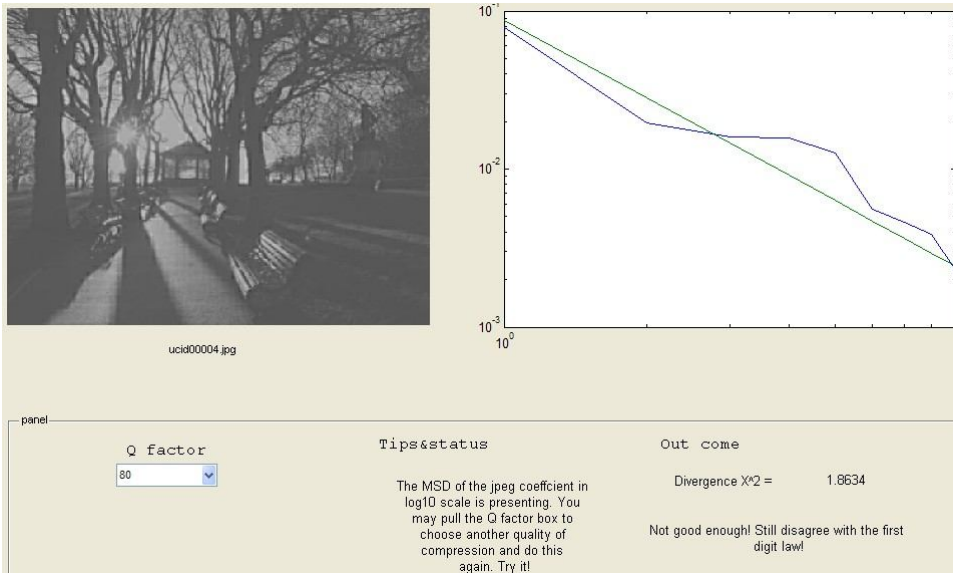 10^-1
10^-2
10^-3
10^0
ucid00004.jpg
panel
Q factor
80
Tips&status
The MSD of the jpeg coeffcient in
log10 scale is presenting. You
may pull the Q factor box to
choose another quality of
compression and do this
again. Try it!
Out come
Divergence X^2 = 1.8634
Not good enough! Still disagree with the first
digit law!